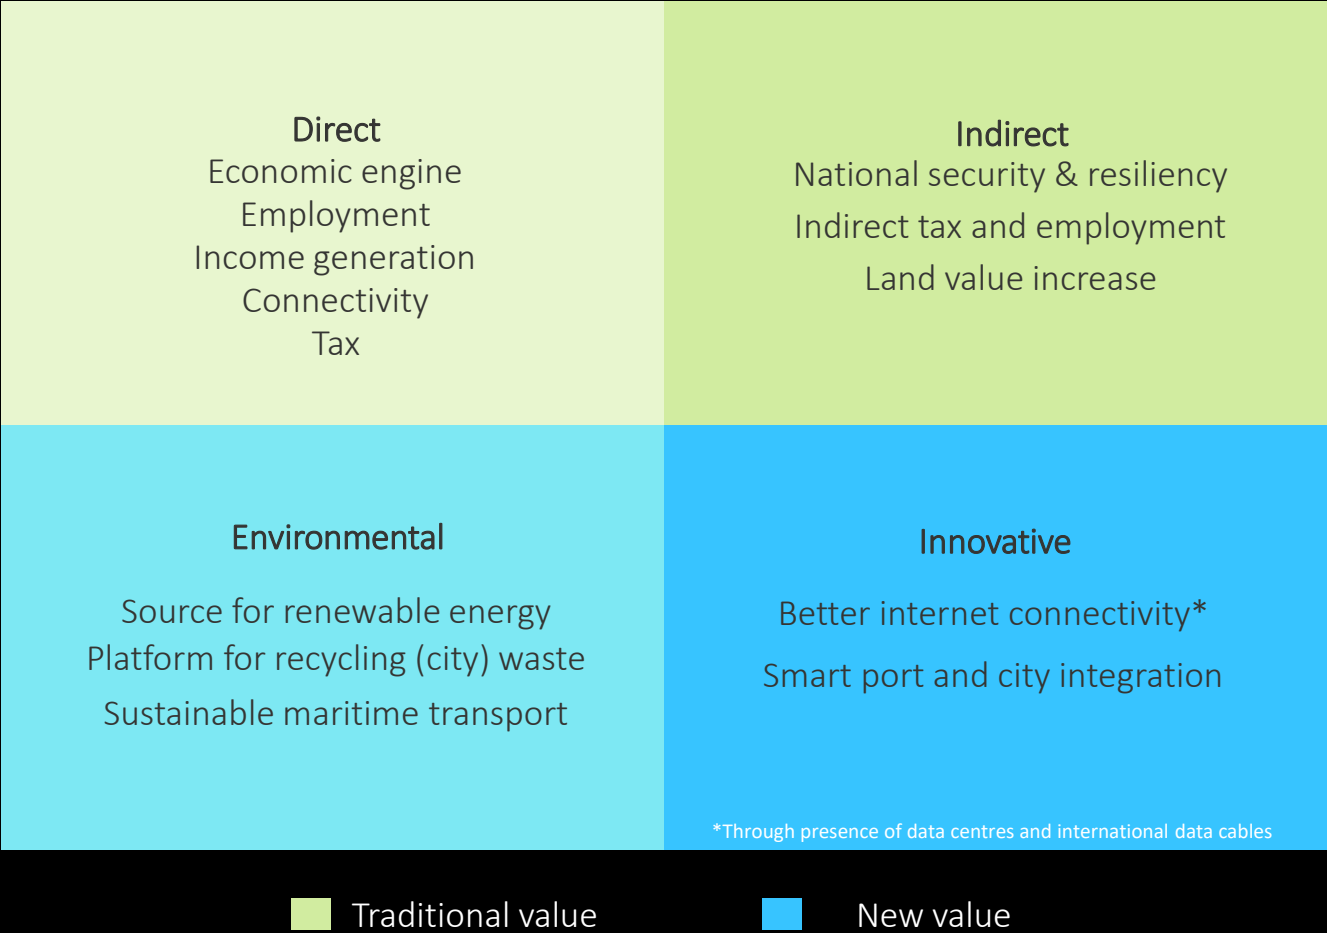 Direct
Economic engine
Employment
Income generation
Connectivity
Tax
Indirect
National security & resiliency
Indirect tax and employment
Land value increase
Environmental
Source for renewable energy
Platform for recycling (city) waste
Sustainable maritime transport
Innovative
Better internet connectivity*
Smart port and city integration
*Through presence of data centres and international data cables
Traditional value
New value